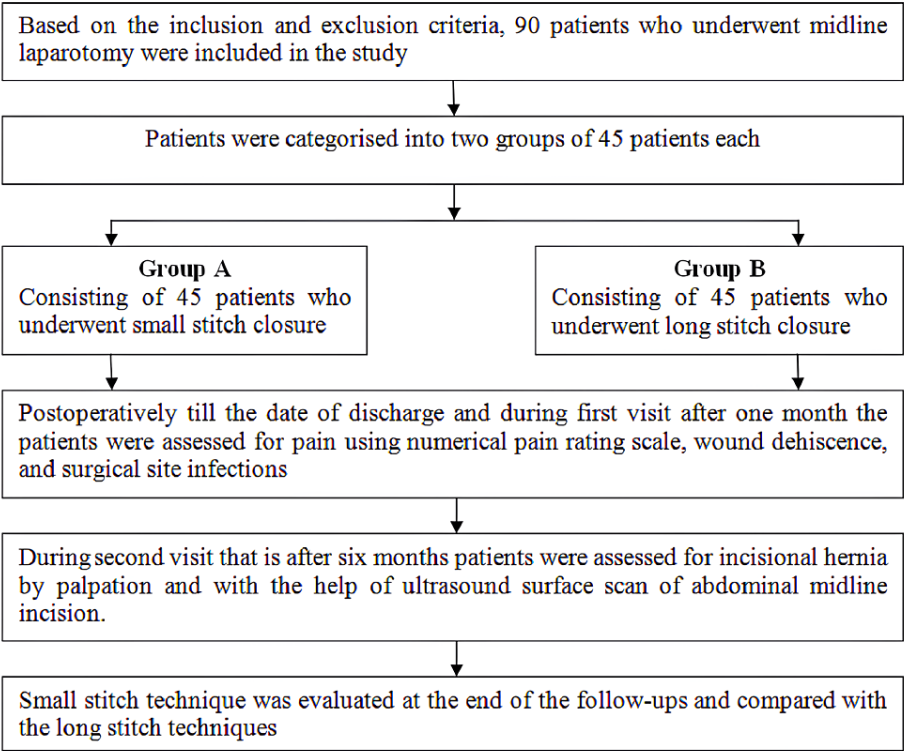 Based on the inclusion and exclusion criteria, 90 patients who underwent midline
laparotomy were included in the study
Patients were categorised into two groups of 45 patients each
Group A
Consisting of 45 patients who
underwent small stitch closure
Group B
Consisting of 45 patients who
underwent long stitch closure
Postoperatively till the date of discharge and during first visit after one month the
patients were assessed for pain using numerical pain rating scale, wound dehiscence,
and surgical site infections
During second visit that is after six months patients were assessed for incisional hernia
by palpation and with the help of ultrasound surface scan of abdominal midline
incision.
Small stitch technique was evaluated at the end of the follow-ups and compared with
the long stitch techniques